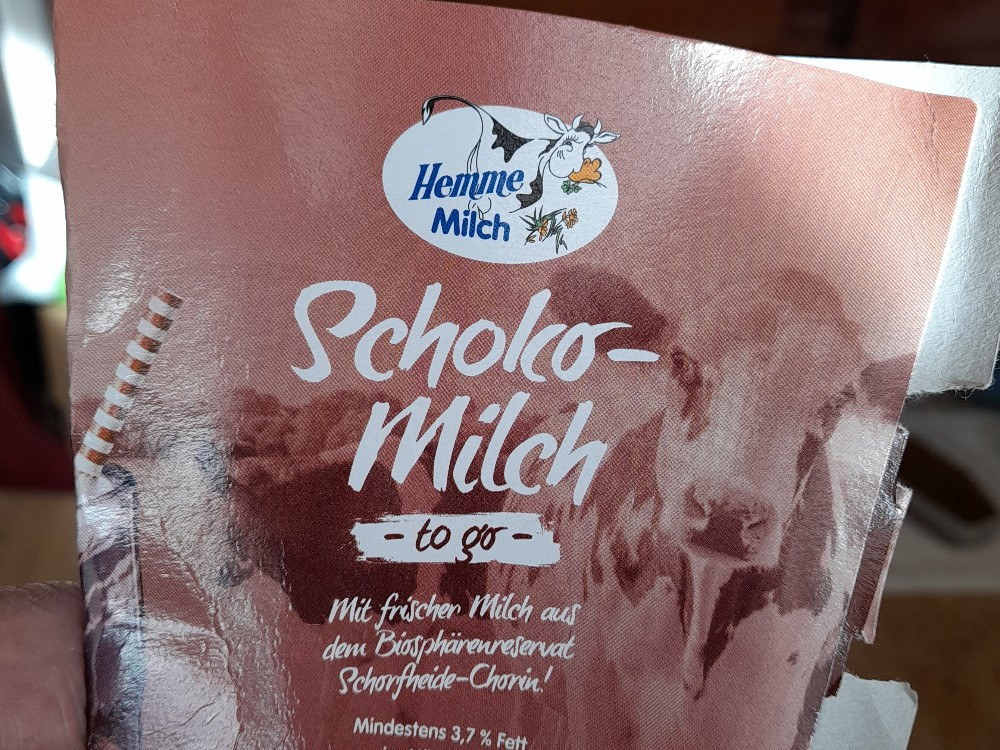 Hemme
Milch
Schoko-
Milch
- to go -
Mit frischer Milch aus
dem Biosphärenreservat
Schorfheide-Chorin!
Mindestens 3,7 % Fett